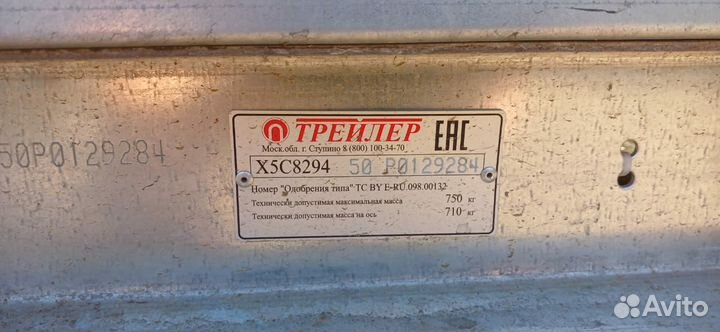 ТРЕЙЛЕР EAC
Моск.обл. г. Ступино 8 (800) 100-34-70
50P0129284
X5C8294 50 P0129284
Номер "Одобрения типа" ТС BY E-RU.098.00132
Технически допустимая максимальная масса 750 кг
Технически допустимая масса на ось 710 кг
Avito